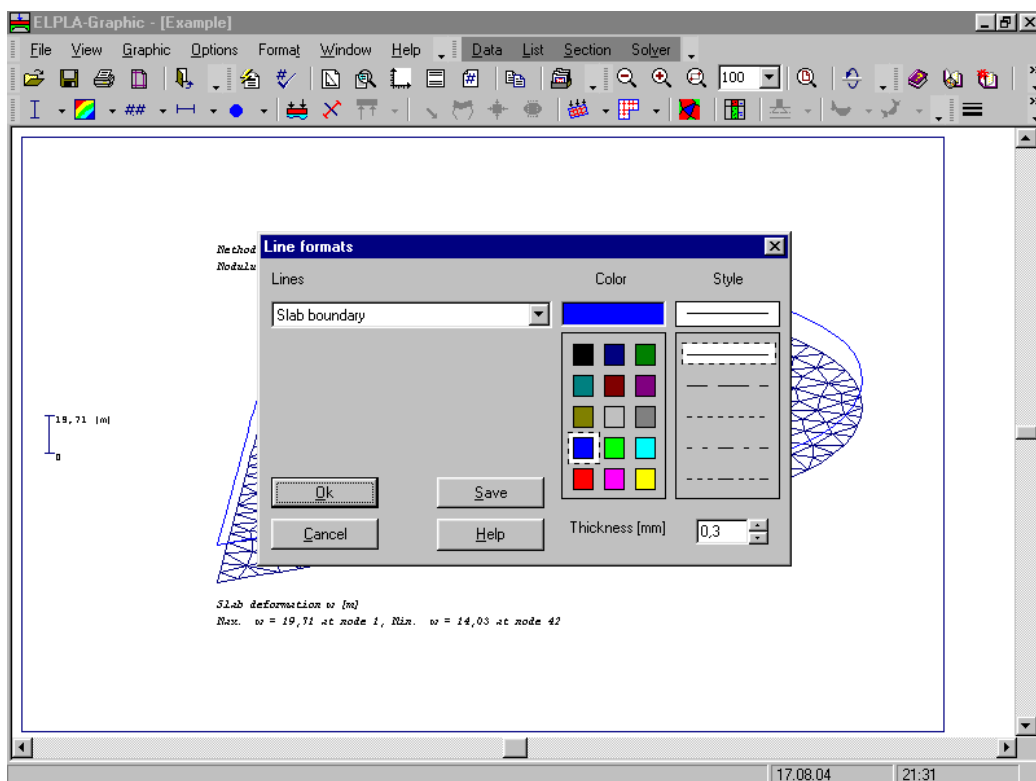 ELPLA-Graphic - [Example]
File View Graphic Options Format Window Help Data List Section Solver
100
##
Method
Modulu
Line formats
Lines Color Style
Slab boundary
19,71 [m]
0
Ok Save
Cancel Help
Thickness [mm] 0,3
Slab deformation w [m]
Max. w = 19,71 at node 1, Min. w = 14,03 at node 42
17.08.04 21:31